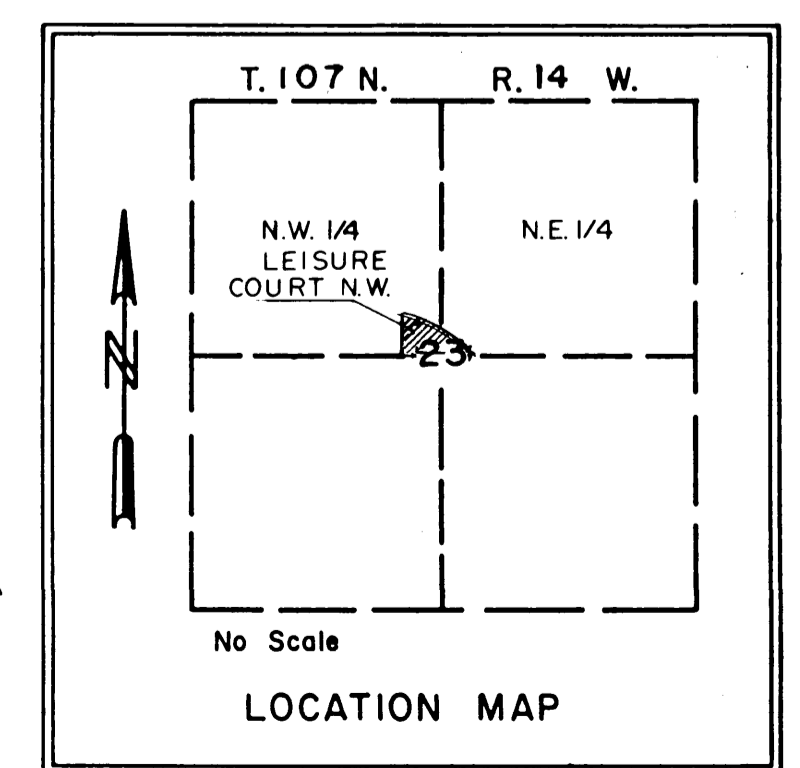 T. 107 N. R. 14 W.
N.W. 1/4
N.E. 1/4
LEISURE
COURT N.W.
23
N
No Scale
LOCATION MAP